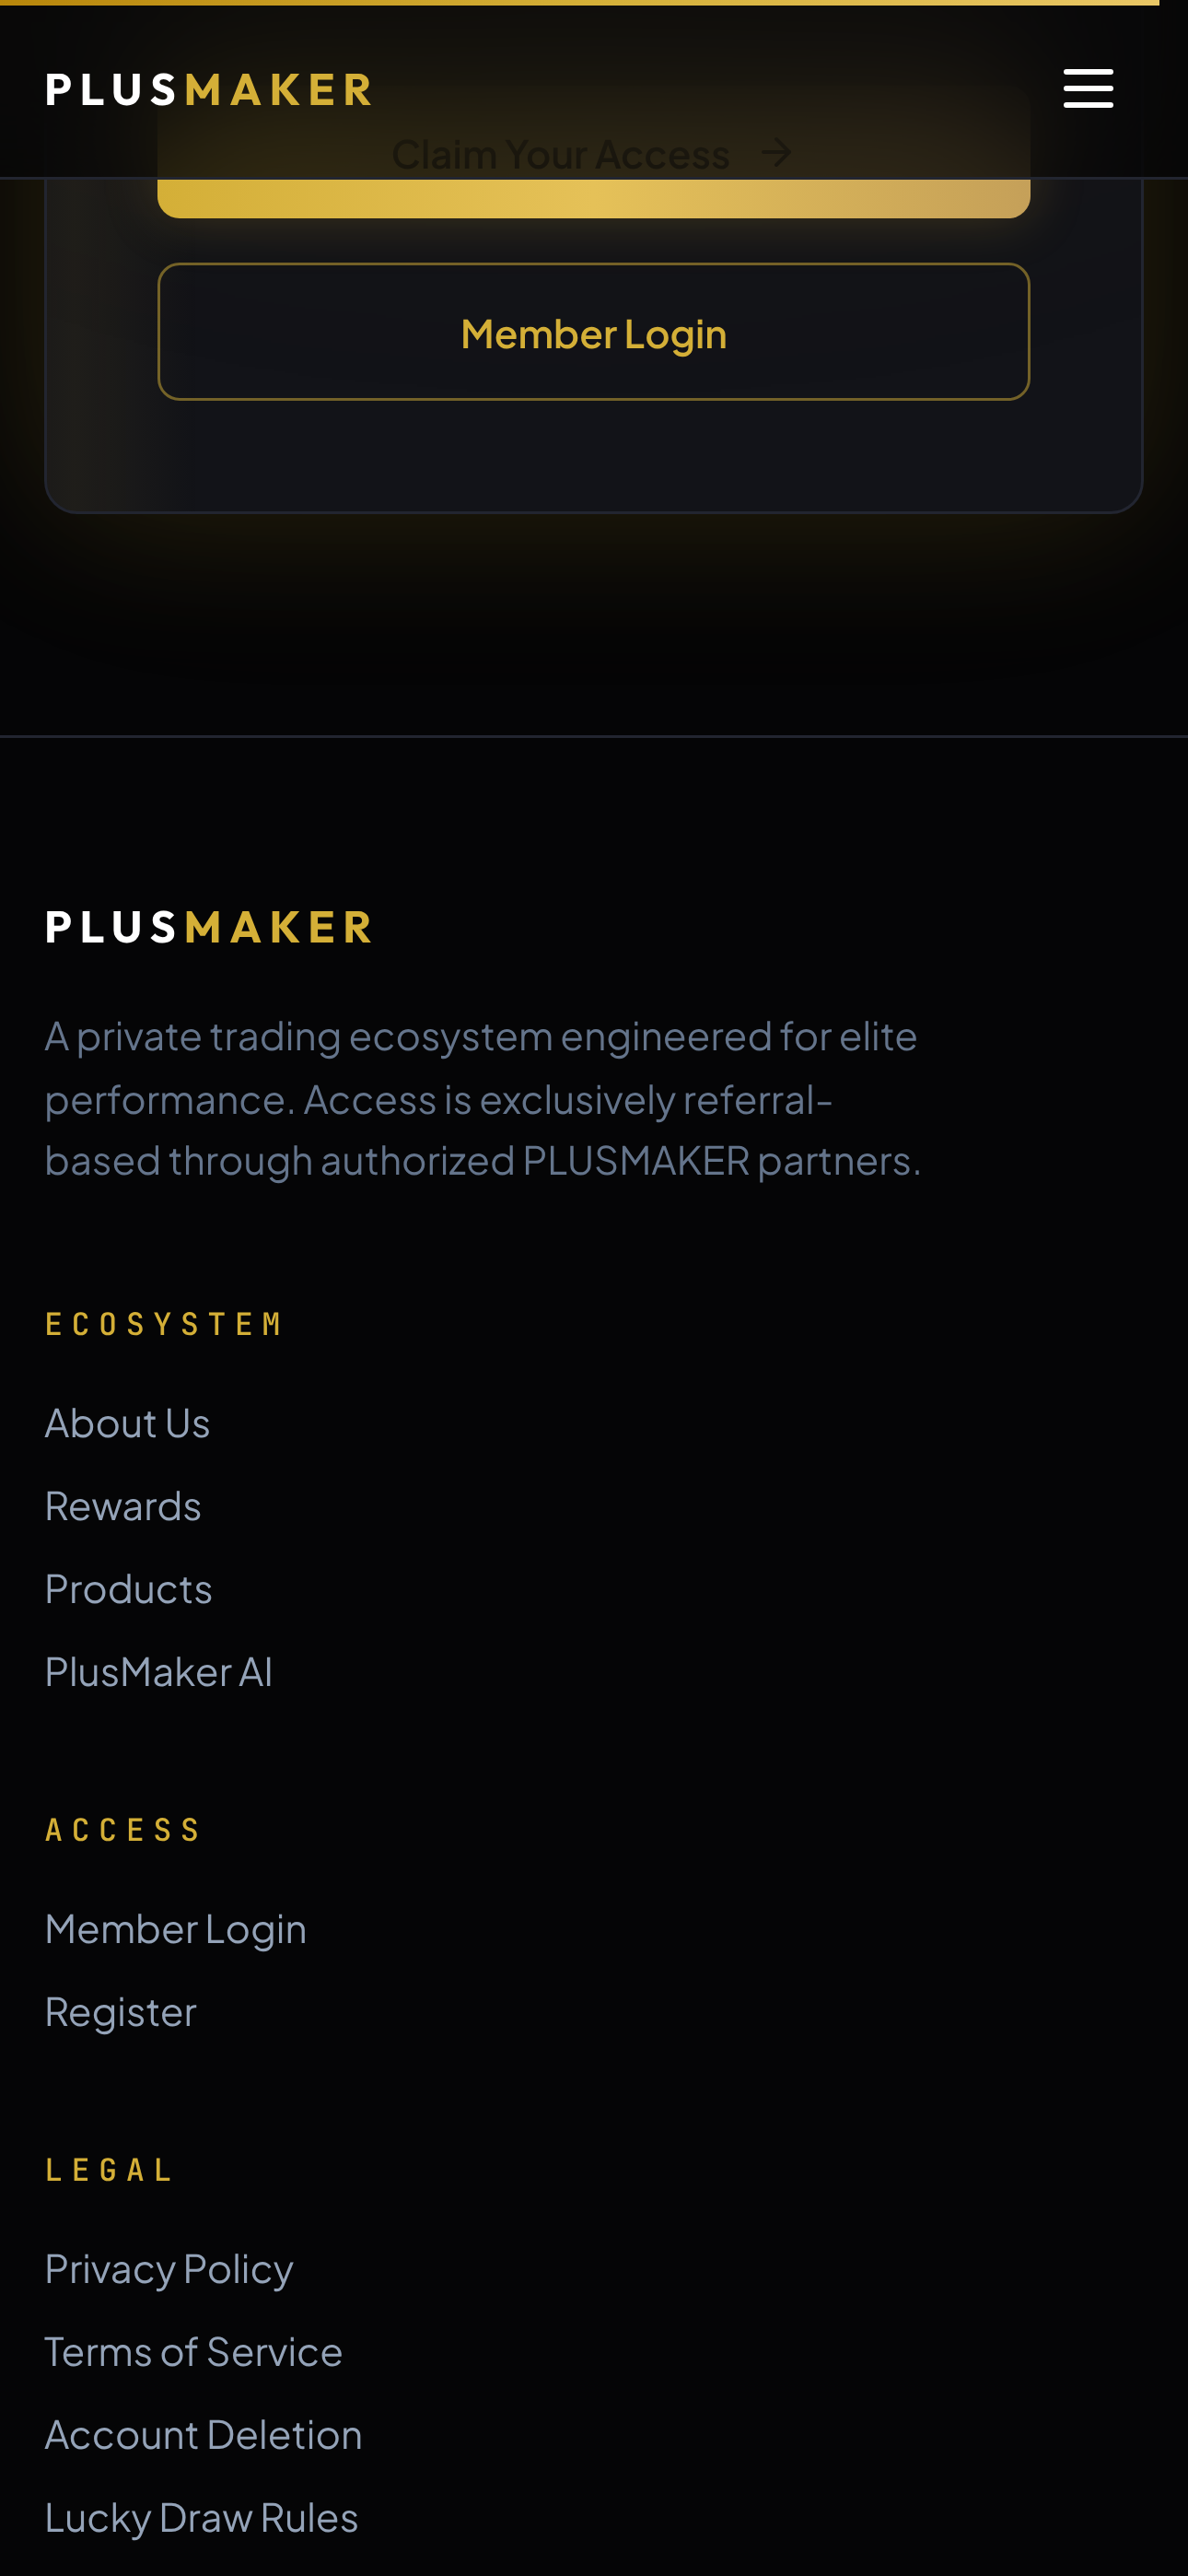 PLUSMAKER
Claim Your Access →
Member Login
PLUSMAKER
A private trading ecosystem engineered for elite
performance. Access is exclusively referral-
based through authorized PLUSMAKER partners.
ECOSYSTEM
About Us
Rewards
Products
PlusMaker AI
ACCESS
Member Login
Register
LEGAL
Privacy Policy
Terms of Service
Account Deletion
Lucky Draw Rules